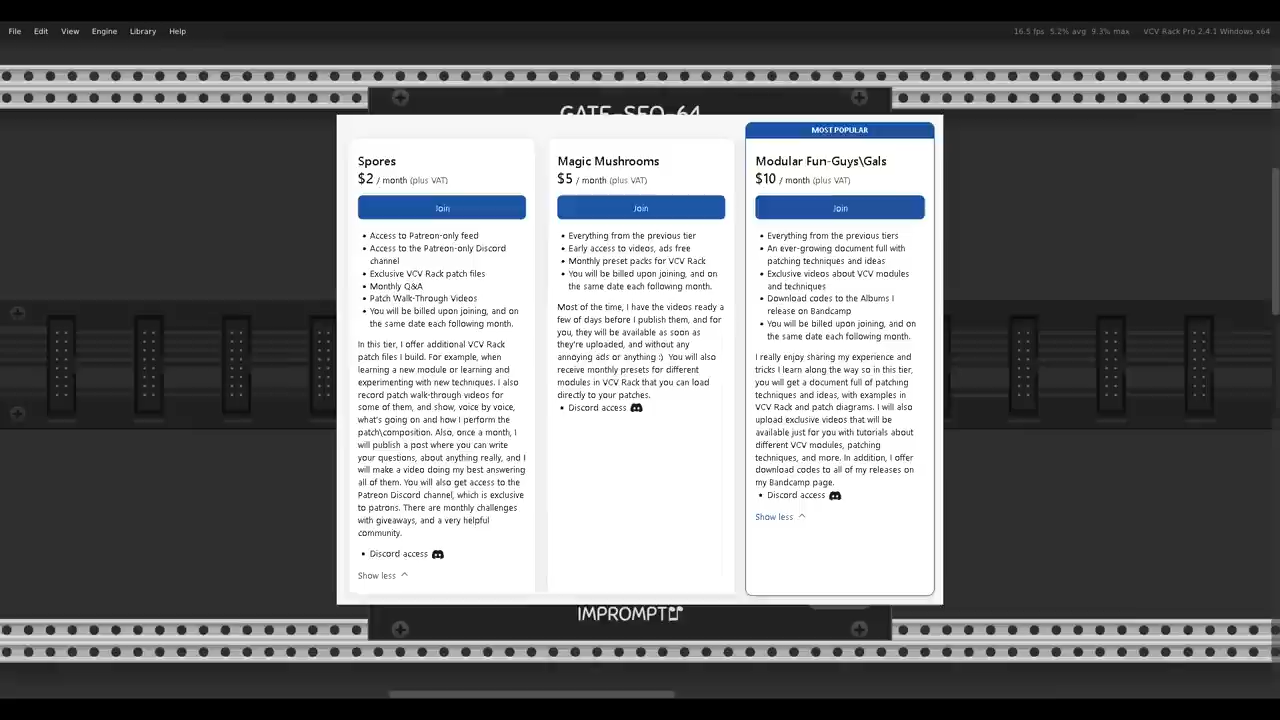 File Edit View Engine Library Help
16.5 fps 5.2% avg 9.3% max VCV Rack Pro 2.4.1 Windows x64
GATE-SEQ-64
Spores
$2 / month (plus VAT)
Join
• Access to Patreon-only feed
• Access to the Patreon-only Discord
channel
• Exclusive VCV Rack patch files
• Monthly Q&A
• Patch Walk-Through Videos
• You will be billed upon joining, and on
the same date each following month.
In this tier, I offer additional VCV Rack
patch files I build. For example, when
learning a new module or learning and
experimenting with new techniques. I also
record patch walk-through videos for
some of them, and show, voice by voice,
what's going on and how I perform the
patch\composition. Also, once a month, I
will publish a post where you can write
your questions, about anything really, and I
will make a video doing my best answering
all of them. You will also get access to the
Patreon Discord channel, which is exclusive
to patrons. There are monthly challenges
with giveaways, and a very helpful
community.
• Discord access
Show less
Magic Mushrooms
$5 / month (plus VAT)
Join
• Everything from the previous tier
• Early access to videos, ads free
• Monthly preset packs for VCV Rack
• You will be billed upon joining, and on
the same date each following month.
Most of the time, I have the videos ready a
few of days before I publish them, and for
you, they will be available as soon as
they're uploaded, and without any
annoying ads or anything :) You will also
receive monthly presets for different
modules in VCV Rack that you can load
directly to your patches.
• Discord access
MOST POPULAR
Modular Fun-Guys\Gals
$10 / month (plus VAT)
Join
• Everything from the previous tiers
• An ever-growing document full with
patching techniques and ideas
• Exclusive videos about VCV modules
and techniques
• Download codes to the Albums I
release on Bandcamp
• You will be billed upon joining, and on
the same date each following month.
I really enjoy sharing my experience and
tricks I learn along the way so in this tier,
you will get a document full of patching
techniques and ideas, with examples in
VCV Rack and patch diagrams. I will also
upload exclusive videos that will be
available just for you with tutorials about
different VCV modules, patching
techniques, and more. In addition, I offer
download codes to all of my releases on
my Bandcamp page.
• Discord access
Show less
IMPROMPT